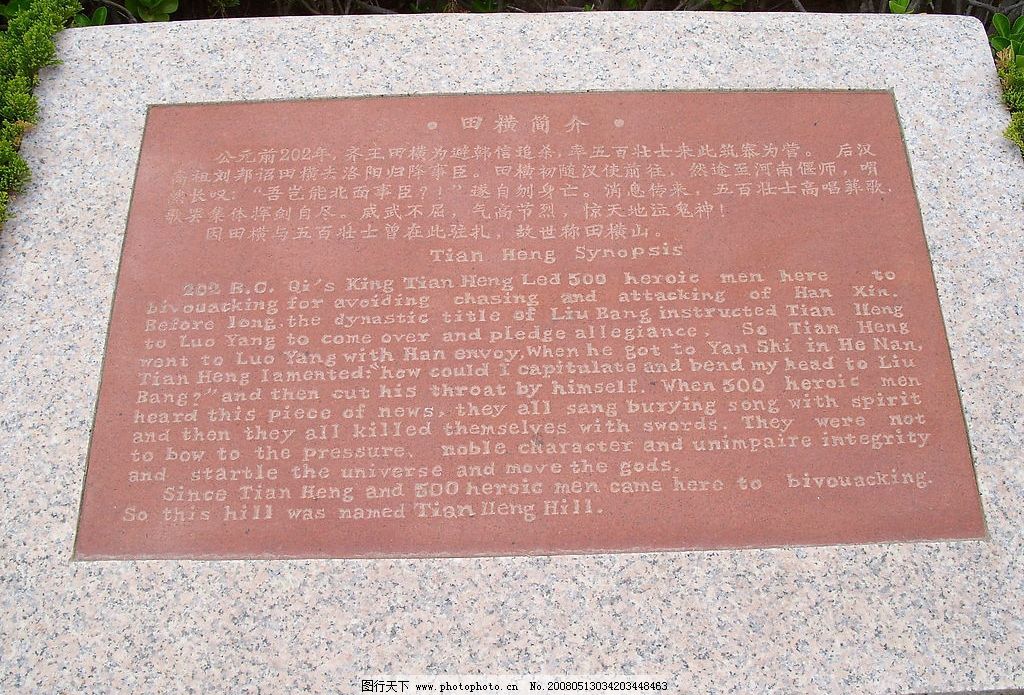 • 田横简介 •
公元前202年，齐王田横为避韩信追杀，率五百壮士来此筑寨为营。后汉
高祖刘邦诏田横去洛阳归降事臣。田横初随汉使前往，然途至河南偃师，喟
然长叹：“吾岂能北面事臣？！”遂自刎身亡。消息传来，五百壮士高唱葬歌，
歌罢集体挥剑自尽。威武不屈，气高节烈，惊天地泣鬼神！
因田横与五百壮士曾在此驻扎，故世称田横山。
Tian Heng Synopsis
202 B.C. Qi's King Tian Heng Led 500 heroic men here to
bivouacking for avoiding chasing and attacking of Han Xin.
Before long, the dynastic title of Liu Bang instructed Tian Heng
to Luo Yang to come over and pledge allegiance. So Tian Heng
went to Luo Yang with Han envoy, When he got to Yan Shi in He Nan,
Tian Heng lamented: "how could I capitulate and bend my kead to Liu
Bang?" and then cut his throat by himself. When 500 heroic men
heard this piece of news, they all sang burying song with spirit
and then they all killed themselves with swords. They were not
to bow to the pressure. noble character and unimpaire integrity
and startle the universe and move the gods.
Since Tian Heng and 500 heroic men came here to bivouacking.
So this hill was named Tian Heng Hill.
图行天下 www.photophoto.cn No.20080513034203448463